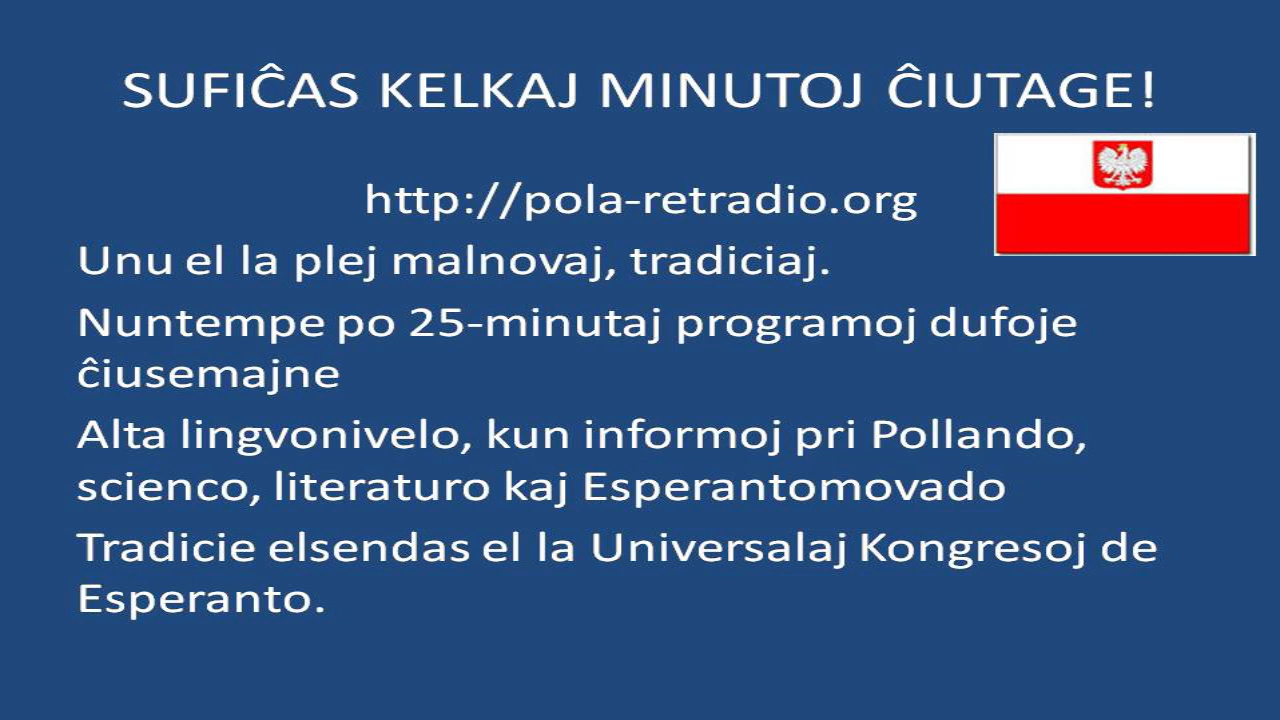 SUFIĈAS KELKAJ MINUTOJ ĈIUTAGE!
http://pola-retradio.org
Unu el la plej malnovaj, tradiciaj.
Nuntempe po 25-minutaj programoj dufoje
ĉiusemajne
Alta lingvonivelo, kun informoj pri Pollando,
scienco, literaturo kaj Esperantomovado
Tradicie elsendas el la Universalaj Kongresoj de
Esperanto.